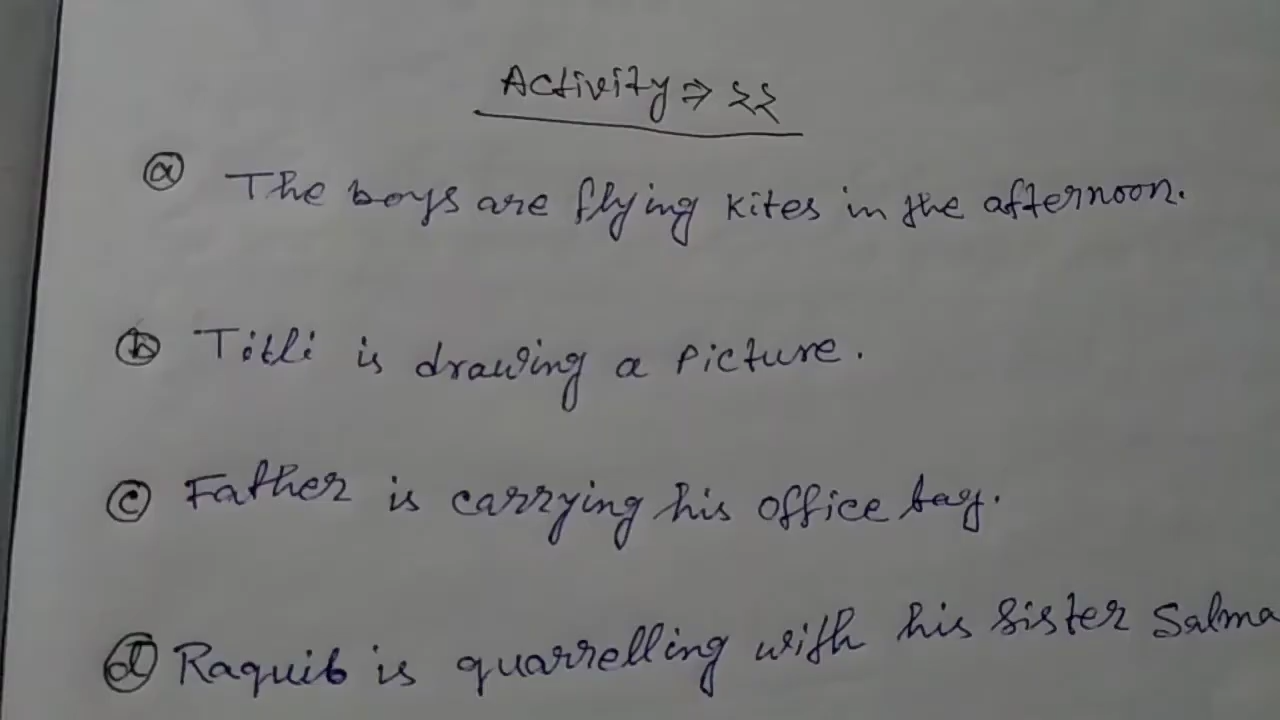 Activity ⇒ ২২
ⓐ The boys are flying kites in the afternoon.
ⓑ Titli is drawing a picture.
ⓒ Father is carrying his office bag.
ⓓ Raquib is quarrelling with his sister Salma